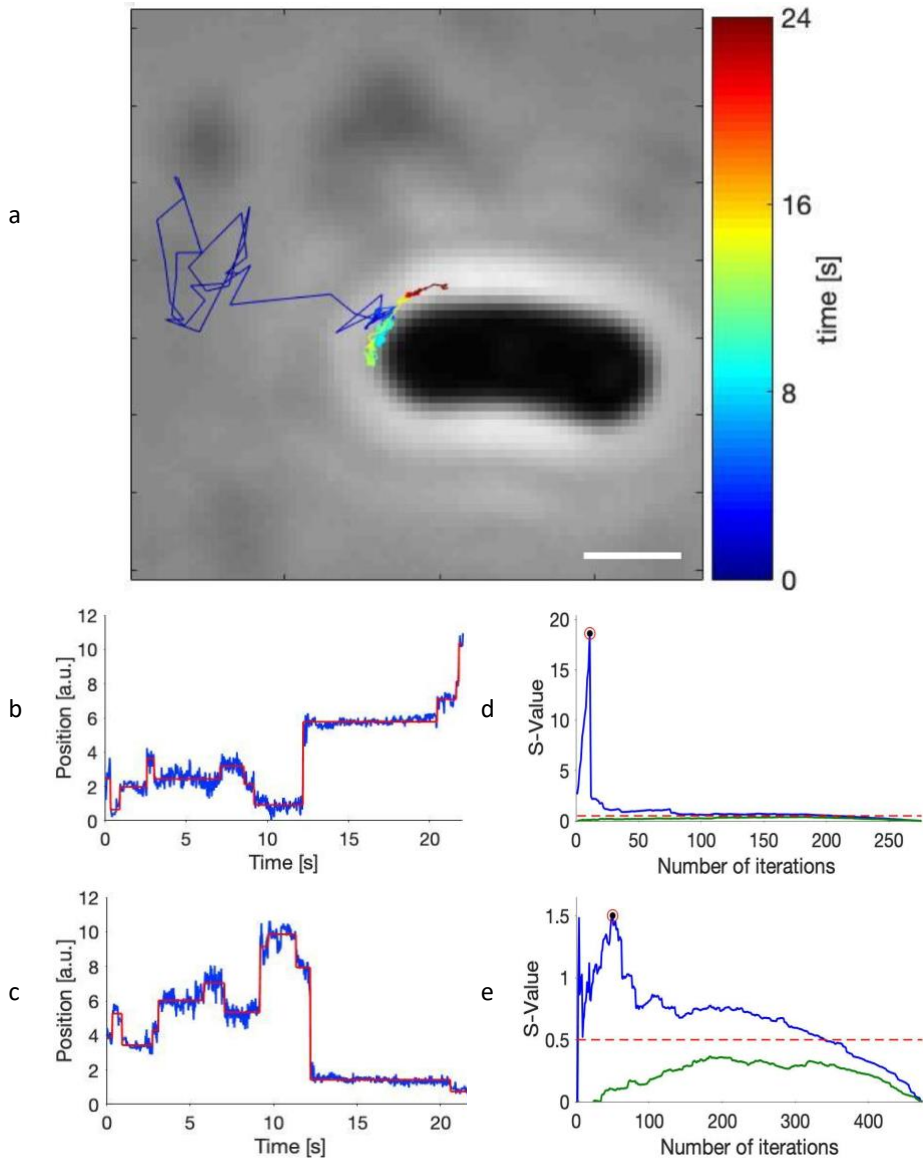 a
24
16
8
0
time [s]
b
Position [a.u.]
12
10
8
6
4
2
0
0 5 10 15 20
Time [s]
d
S-Value
20
15
10
5
0
0 50 100 150 200 250
Number of iterations
c
Position [a.u.]
10
8
6
4
2
0
0 5 10 15 20
Time [s]
e
S-Value
1.5
1
0.5
0
0 100 200 300 400
Number of iterations